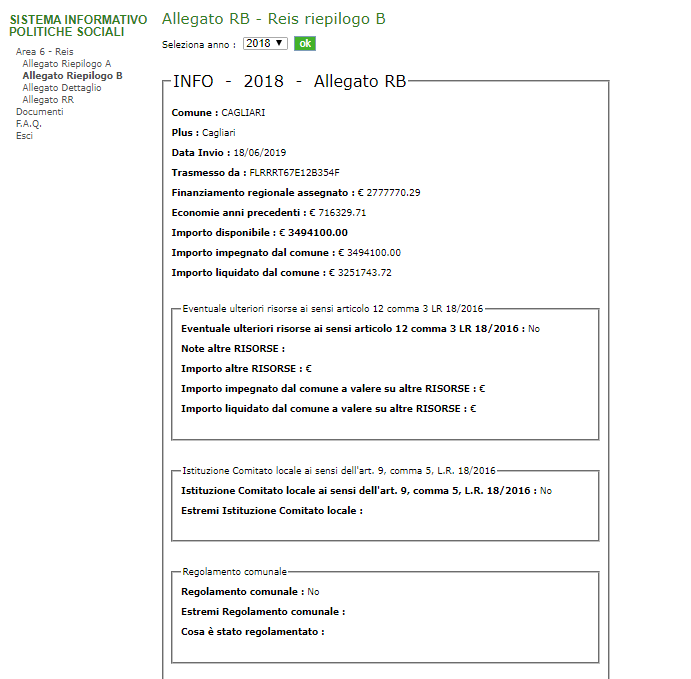 SISTEMA INFORMATIVO
POLITICHE SOCIALI
Area 6 - Reis
Allegato Riepilogo A
Allegato Riepilogo B
Allegato Dettaglio
Allegato RR
Documenti
F.A.Q.
Esci
Allegato RB - Reis riepilogo B
Seleziona anno : 2018 ok
INFO - 2018 - Allegato RB
Comune : CAGLIARI
Plus : Cagliari
Data Invio : 18/06/2019
Trasmesso da : FLRRRT67E12B354F
Finanziamento regionale assegnato : € 2777770.29
Economie anni precedenti : € 716329.71
Importo disponibile : € 3494100.00
Importo impegnato dal comune : € 3494100.00
Importo liquidato dal comune : € 3251743.72
Eventuale ulteriori risorse ai sensi articolo 12 comma 3 LR 18/2016
Eventuale ulteriori risorse ai sensi articolo 12 comma 3 LR 18/2016 : No
Note altre RISORSE :
Importo altre RISORSE : €
Importo impegnato dal comune a valere su altre RISORSE : €
Importo liquidato dal comune a valere su altre RISORSE : €
Istituzione Comitato locale ai sensi dell'art. 9, comma 5, L.R. 18/2016
Istituzione Comitato locale ai sensi dell'art. 9, comma 5, L.R. 18/2016 : No
Estremi Istituzione Comitato locale :
Regolamento comunale
Regolamento comunale : No
Estremi Regolamento comunale :
Cosa è stato regolamentato :